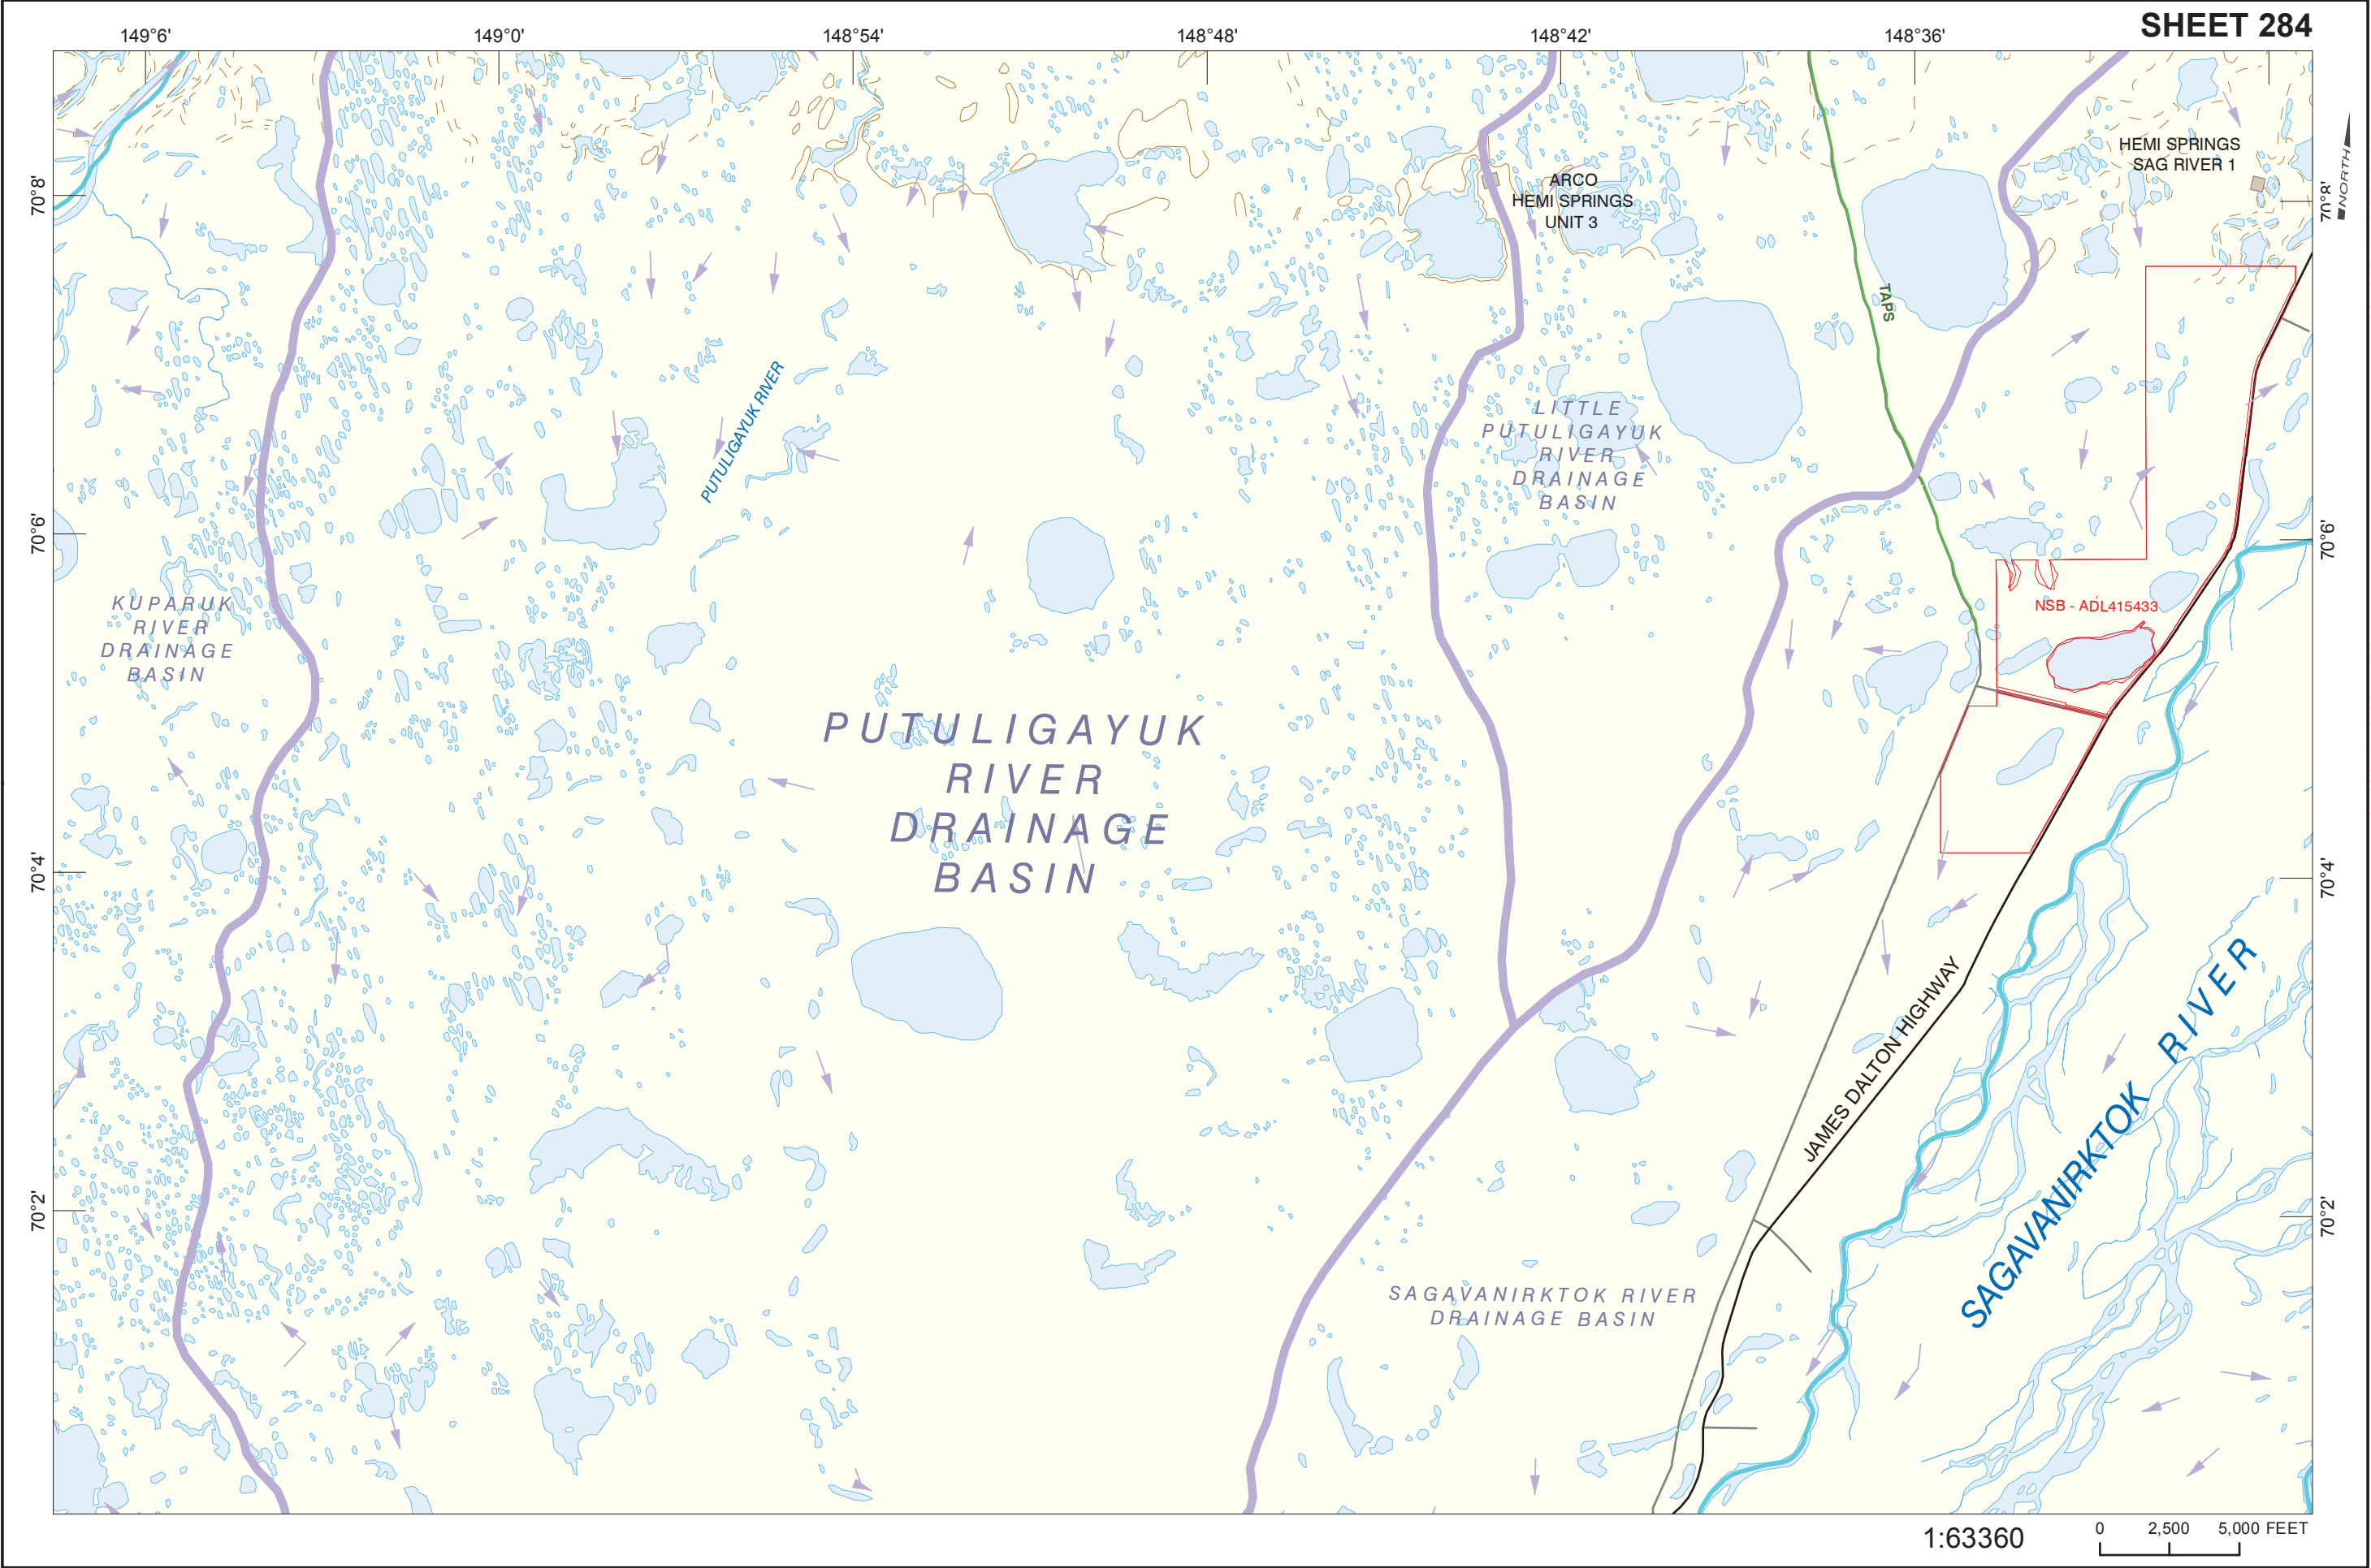 SHEET 284
149°6'
149°0'
148°54'
148°48'
148°42'
148°36'
70°8'
70°8'
NORTH
HEMI SPRINGS
SAG RIVER 1
ARCO
HEMI SPRINGS
UNIT 3
TAPS
PUTULIGAYUK RIVER
LITTLE
PUTULIGAYUK
RIVER
DRAINAGE
BASIN
70°6'
70°6'
KUPARUK
RIVER
DRAINAGE
BASIN
NSB - ADL415433
PUTULIGAYUK
RIVER
DRAINAGE
BASIN
70°4'
70°4'
JAMES DALTON HIGHWAY
SAGAVANIRKTOK RIVER
70°2'
70°2'
SAGAVANIRKTOK RIVER
DRAINAGE BASIN
1:63360
0 2,500 5,000 FEET